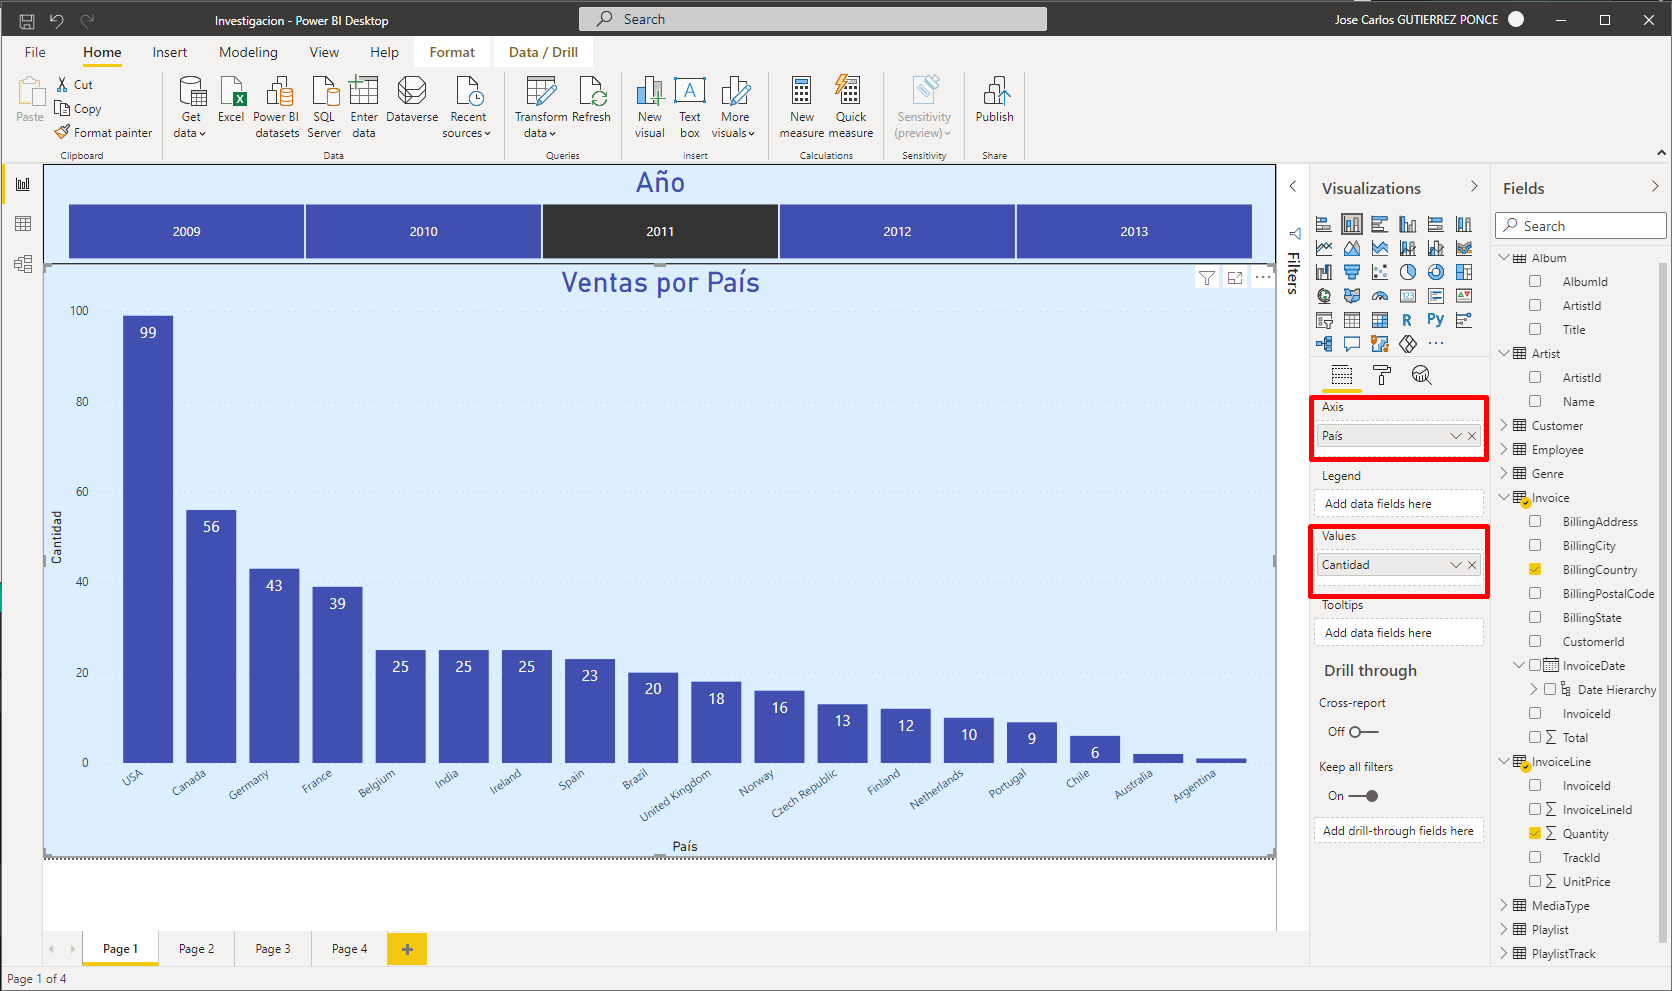 Investigacion - Power BI Desktop
Search
Jose Carlos GUTIERREZ PONCE
File
Home
Insert
Modeling
View
Help
Format
Data / Drill
Paste
Cut
Copy
Format painter
Clipboard
Get data
Excel
Power BI datasets
SQL Server
Enter data
Dataverse
Recent sources
Data
Transform data
Refresh
Queries
New visual
Text box
More visuals
Insert
New measure
Quick measure
Calculations
Sensitivity (preview)
Sensitivity
Publish
Share
Año
2009
2010
2011
2012
2013
Ventas por País
Cantidad
100
80
60
40
20
0
99
56
43
39
25
25
25
23
20
18
16
13
12
10
9
6
USA
Canada
Germany
France
Belgium
India
Ireland
Spain
Brazil
United Kingdom
Norway
Czech Republic
Finland
Netherlands
Portugal
Chile
Australia
Argentina
País
Page 1
Page 2
Page 3
Page 4
Page 1 of 4
Filters
Visualizations
123
R
Py
Axis
País
Legend
Add data fields here
Values
Cantidad
Tooltips
Add data fields here
Drill through
Cross-report
Off
Keep all filters
On
Add drill-through fields here
Fields
Search
Album
AlbumId
ArtistId
Title
Artist
ArtistId
Name
Customer
Employee
Genre
Invoice
BillingAddress
BillingCity
BillingCountry
BillingPostalCode
BillingState
CustomerId
InvoiceDate
Date Hierarchy
InvoiceId
Total
InvoiceLine
InvoiceId
InvoiceLineId
Quantity
TrackId
UnitPrice
MediaType
Playlist
PlaylistTrack